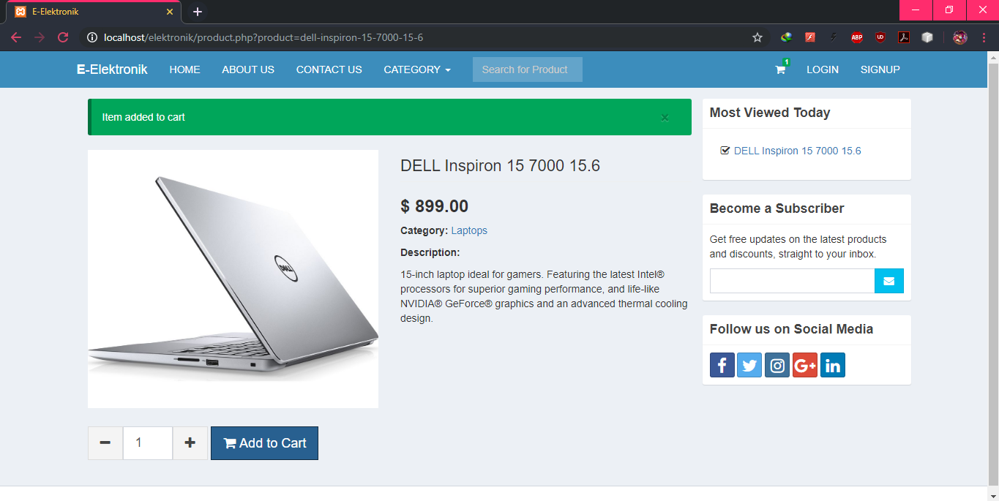 E-Elektronik
localhost/elektronik/product.php?product=dell-inspiron-15-7000-15-6
ABP
UD
E-Elektronik HOME ABOUT US CONTACT US CATEGORY Search for Product 1 LOGIN SIGNUP
Item added to cart ×
DELL
DELL Inspiron 15 7000 15.6
$ 899.00
Category: Laptops
Description:
15-inch laptop ideal for gamers. Featuring the latest Intel®
processors for superior gaming performance, and life-like
NVIDIA® GeForce® graphics and an advanced thermal cooling
design.
1
Add to Cart
Most Viewed Today
DELL Inspiron 15 7000 15.6
Become a Subscriber
Get free updates on the latest products
and discounts, straight to your inbox.
Follow us on Social Media
f G+ in